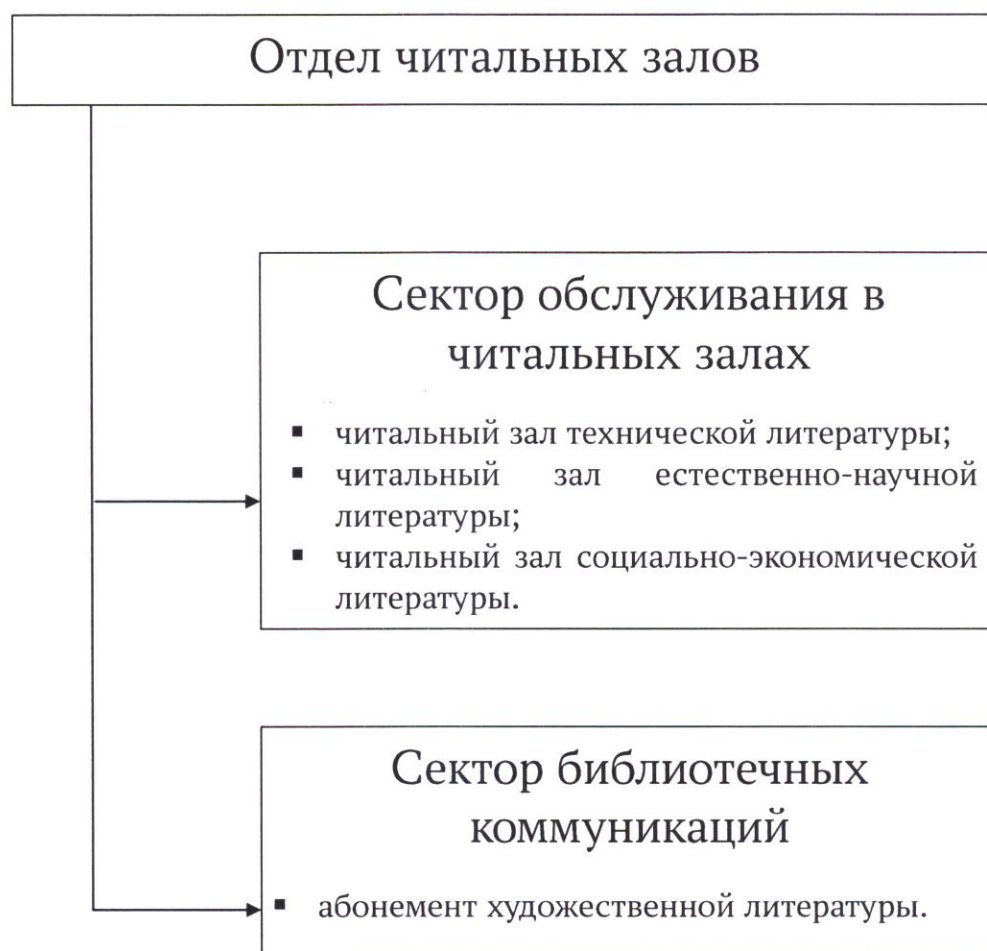 Отдел читальных залов
Сектор обслуживания в
читальных залах
▪ читальный зал технической литературы;
▪ читальный зал естественно-научной
литературы;
▪ читальный зал социально-экономической
литературы.
Сектор библиотечных
коммуникаций
▪ абонемент художественной литературы.